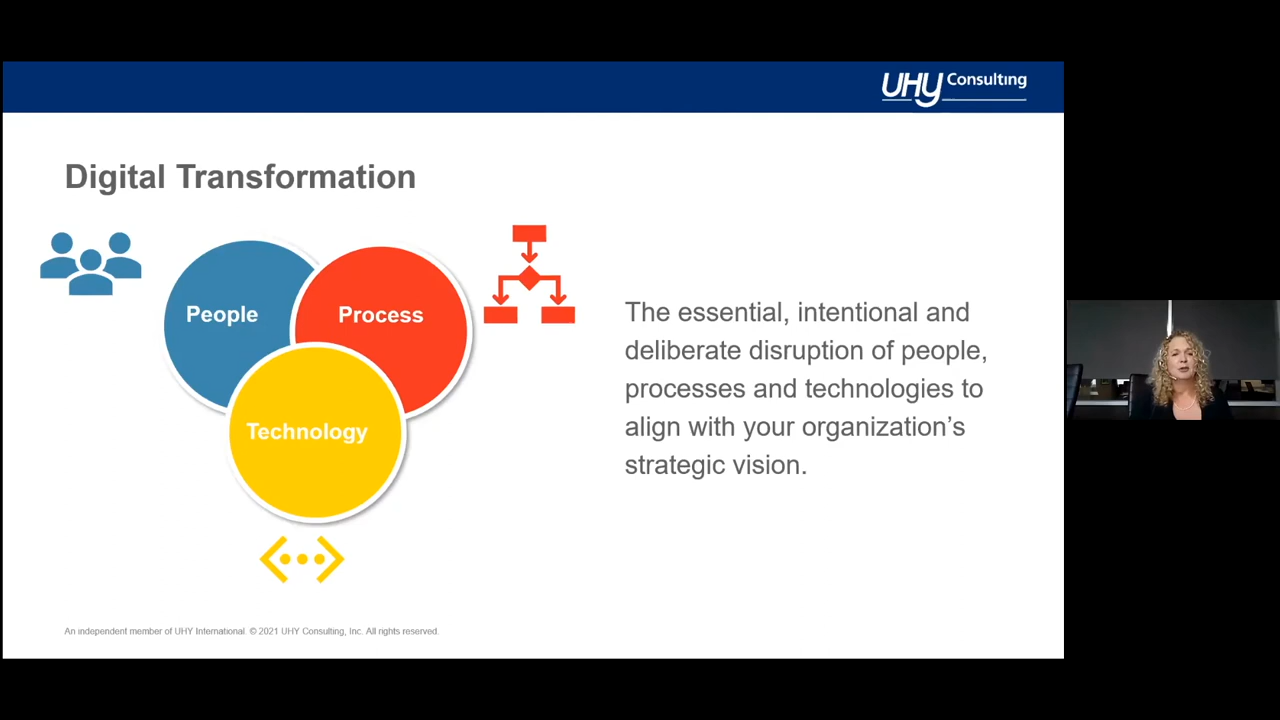 UHY Consulting
Digital Transformation
People
Process
Technology
The essential, intentional and
deliberate disruption of people,
processes and technologies to
align with your organization’s
strategic vision.
An independent member of UHY International © 2021 UHY Consulting, Inc. All rights reserved.